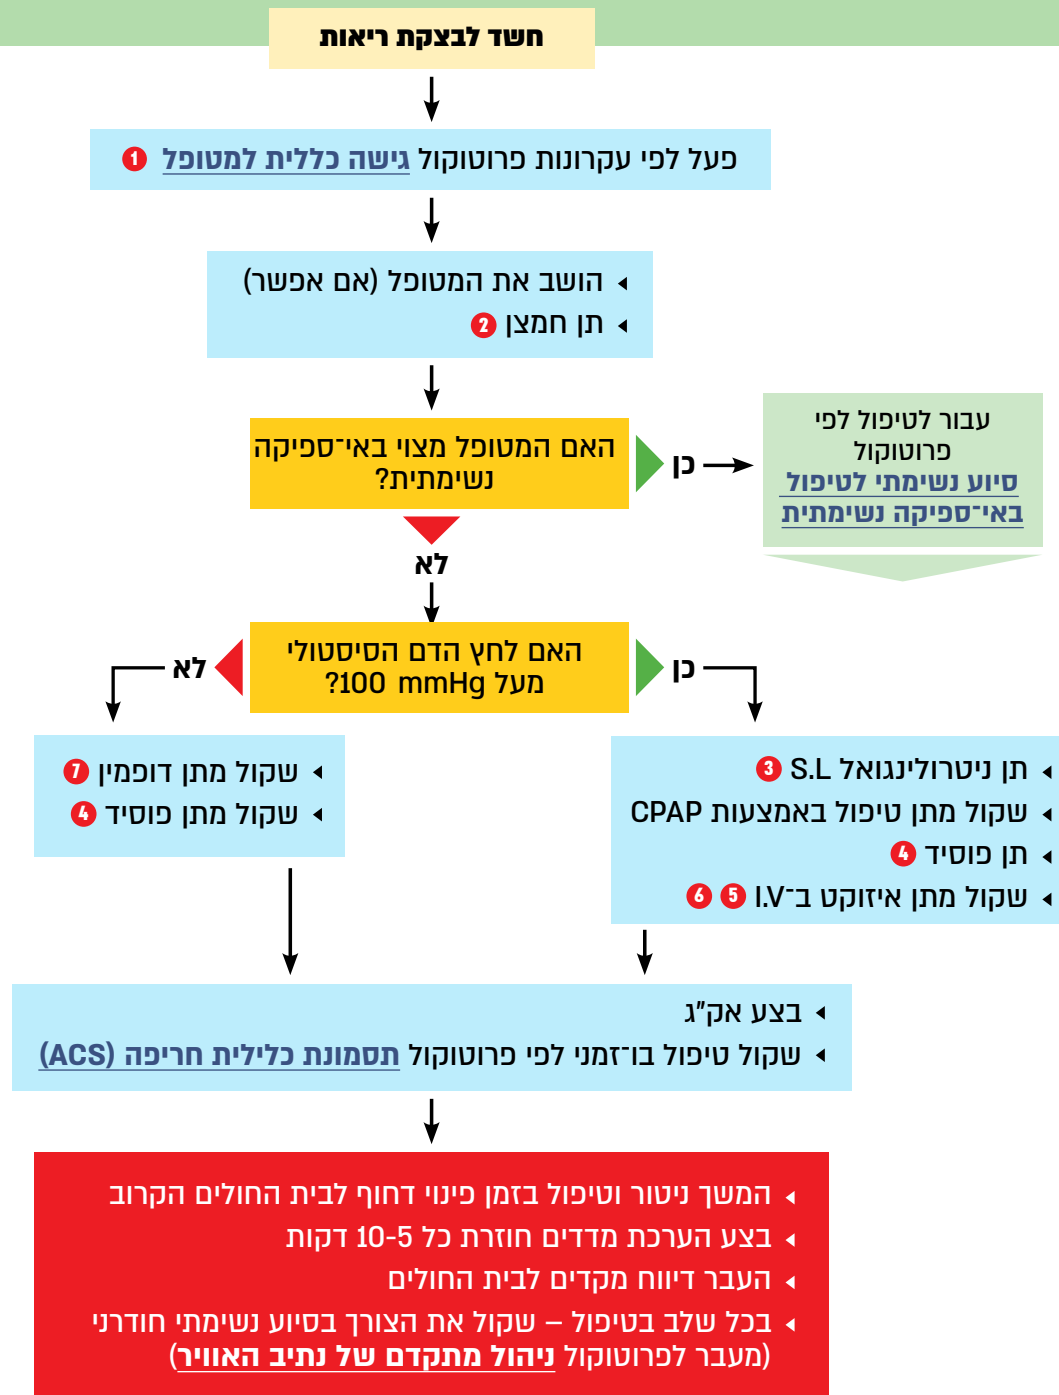 חשד לבצקת ריאות
פעל לפי עקרונות פרוטוקול גישה כללית למטופל 1
הושב את המטופל (אם אפשר)
תן חמצן 2
האם המטופל מצוי באי־ספיקה
נשימתית?
כן
עבור לטיפול לפי
פרוטוקול
סיוע נשימתי לטיפול
באי־ספיקה נשימתית
לא
האם לחץ הדם הסיסטולי
מעל 100 mmHg?
כן
לא
תן ניטרולינגואל S.L 3
שקול מתן טיפול באמצעות CPAP
תן פוסיד 4
שקול מתן איזוקט ב־I.V 5 6
שקול מתן דופמין 7
שקול מתן פוסיד 4
בצע אק"ג
שקול טיפול בו־זמני לפי פרוטוקול תסמונת כלילית חריפה (ACS)
המשך ניטור וטיפול בזמן פינוי דחוף לבית החולים הקרוב
בצע הערכת מדדים חוזרת כל 10-5 דקות
העבר דיווח מקדים לבית החולים
בכל שלב בטיפול – שקול את הצורך בסיוע נשימתי חודרני
(מעבר לפרוטוקול ניהול מתקדם של נתיב האוויר)